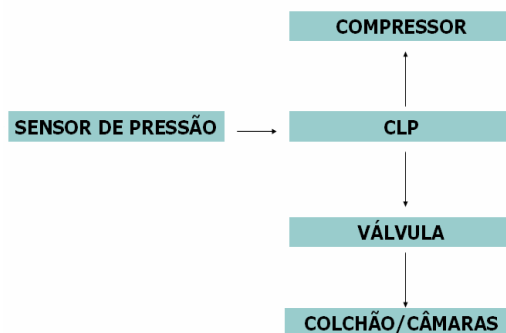 COMPRESSOR
SENSOR DE PRESSÃO
CLP
VÁLVULA
COLCHÃO/CÂMARAS